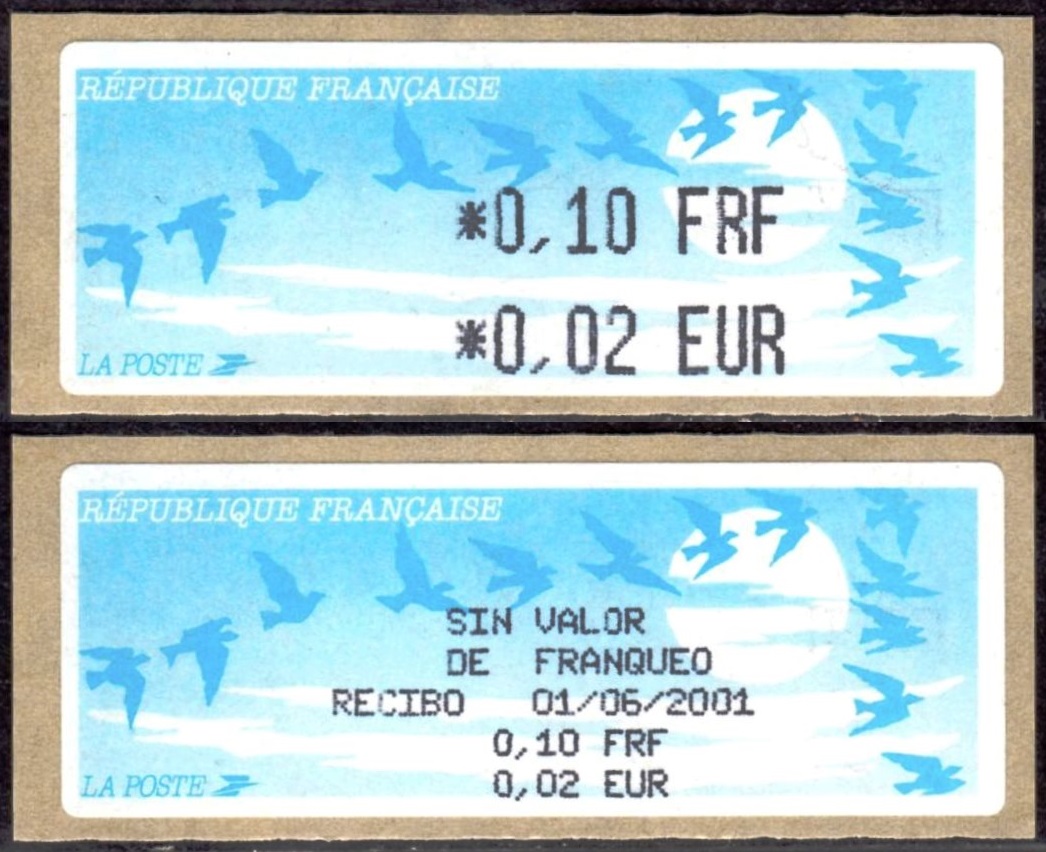 RÉPUBLIQUE FRANÇAISE
*0,10 FRF
*0,02 EUR
LA POSTE
RÉPUBLIQUE FRANÇAISE
SIN VALOR
DE FRANQUEO
RECIBO 01/06/2001
0,10 FRF
0,02 EUR
LA POSTE